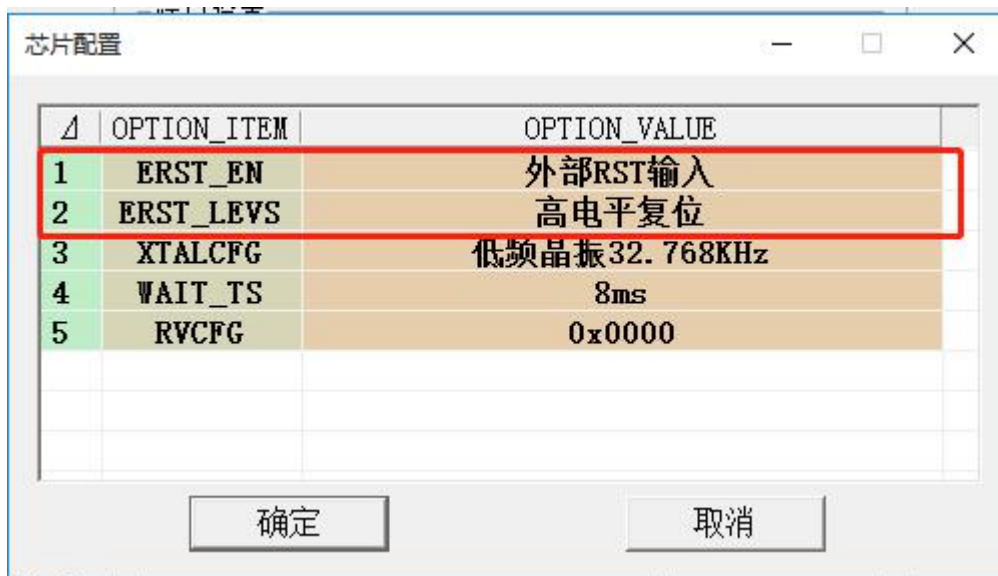 芯片配置
⊿ OPTION_ITEM OPTION_VALUE
1 ERST_EN 外部RST输入
2 ERST_LEVS 高电平复位
3 XTALCFG 低频晶振32.768KHz
4 WAIT_TS 8ms
5 RVCFG 0x0000
确定 取消